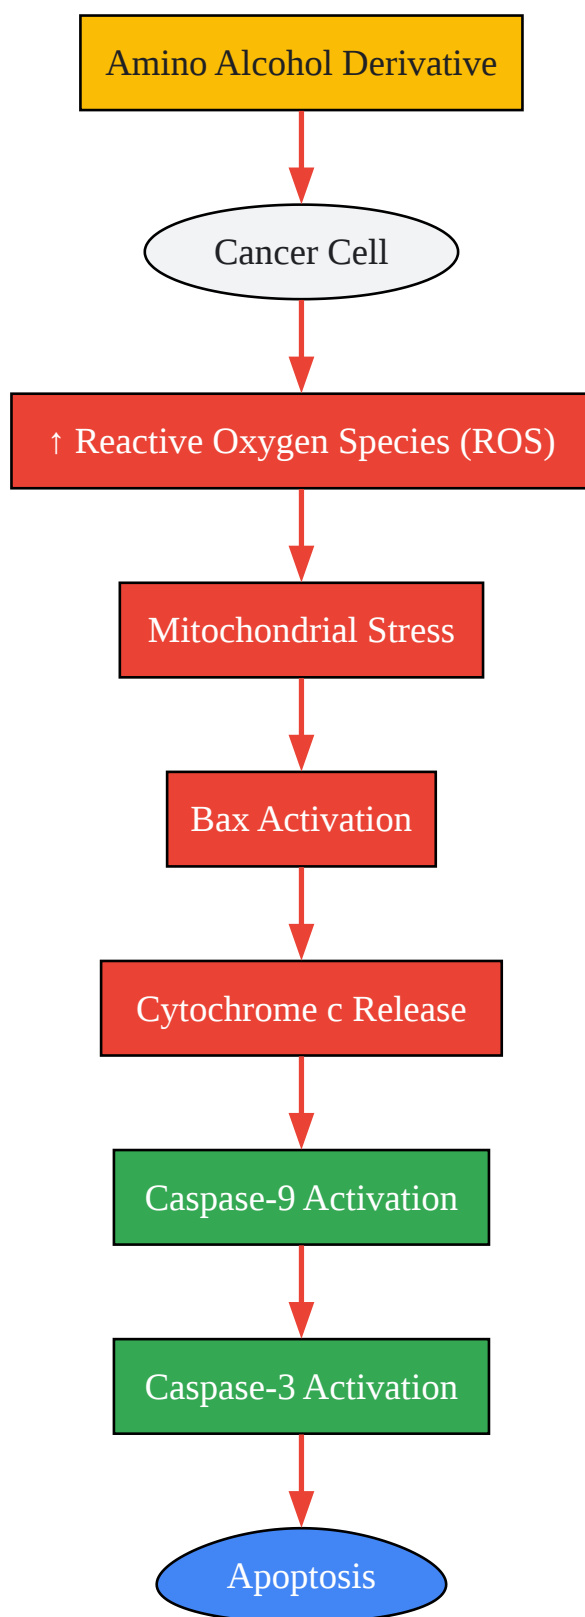 Amino Alcohol Derivative
Cancer Cell
↑ Reactive Oxygen Species (ROS)
Mitochondrial Stress
Bax Activation
Cytochrome c Release
Caspase-9 Activation
Caspase-3 Activation
Apoptosis